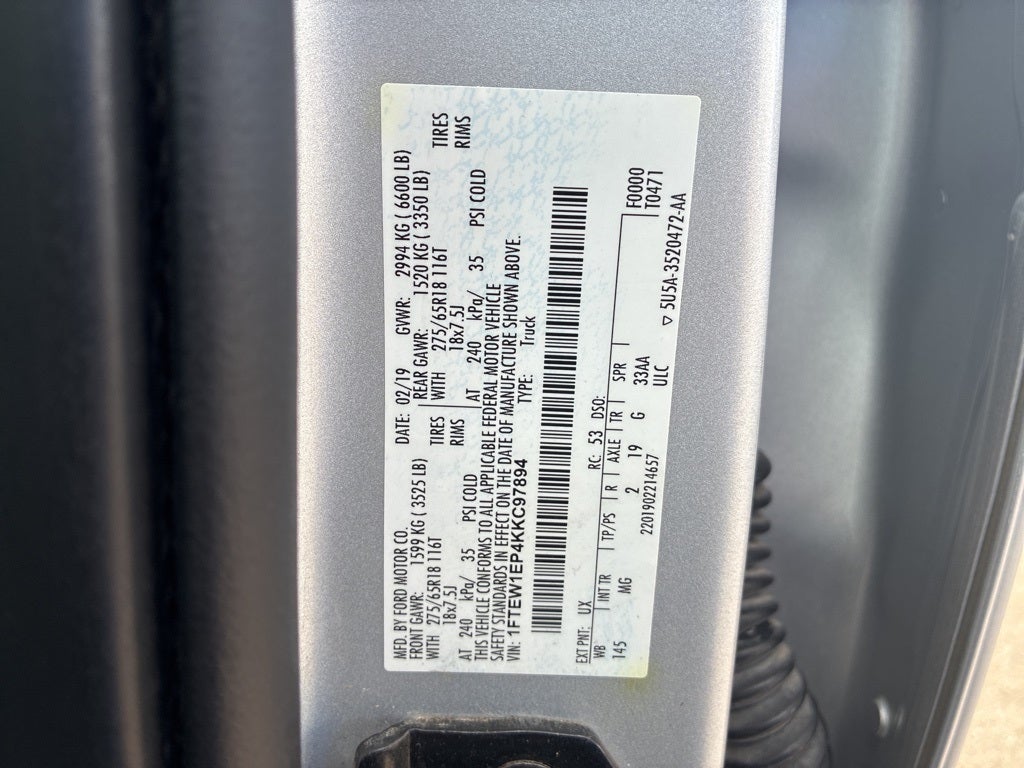 MFD. BY FORD MOTOR CO.
DATE: 02/19 GVWR: 2994 KG ( 6600 LB)
FRONT GAWR: 1599 KG ( 3525 LB) REAR GAWR: 1520 KG ( 3350 LB)
WITH 275/65R18 116T TIRES WITH 275/65R18 116T TIRES
18x7.5J RIMS 18x7.5J RIMS
AT 240 kPa/ 35 PSI COLD AT 240 kPa/ 35 PSI COLD
THIS VEHICLE CONFORMS TO ALL APPLICABLE FEDERAL MOTOR VEHICLE
SAFETY STANDARDS IN EFFECT ON THE DATE OF MANUFACTURE SHOWN ABOVE.
VIN: 1FTEW1EP4KKC97894 TYPE: Truck
EXT PNT: UX RC: 53 DSO: F0000
WB INT TR TP/PS R AXLE TR SPR T0471
145 MG 2 19 G 33AA
2201902214657 ULC ▽ 5U5A-3520472-AA